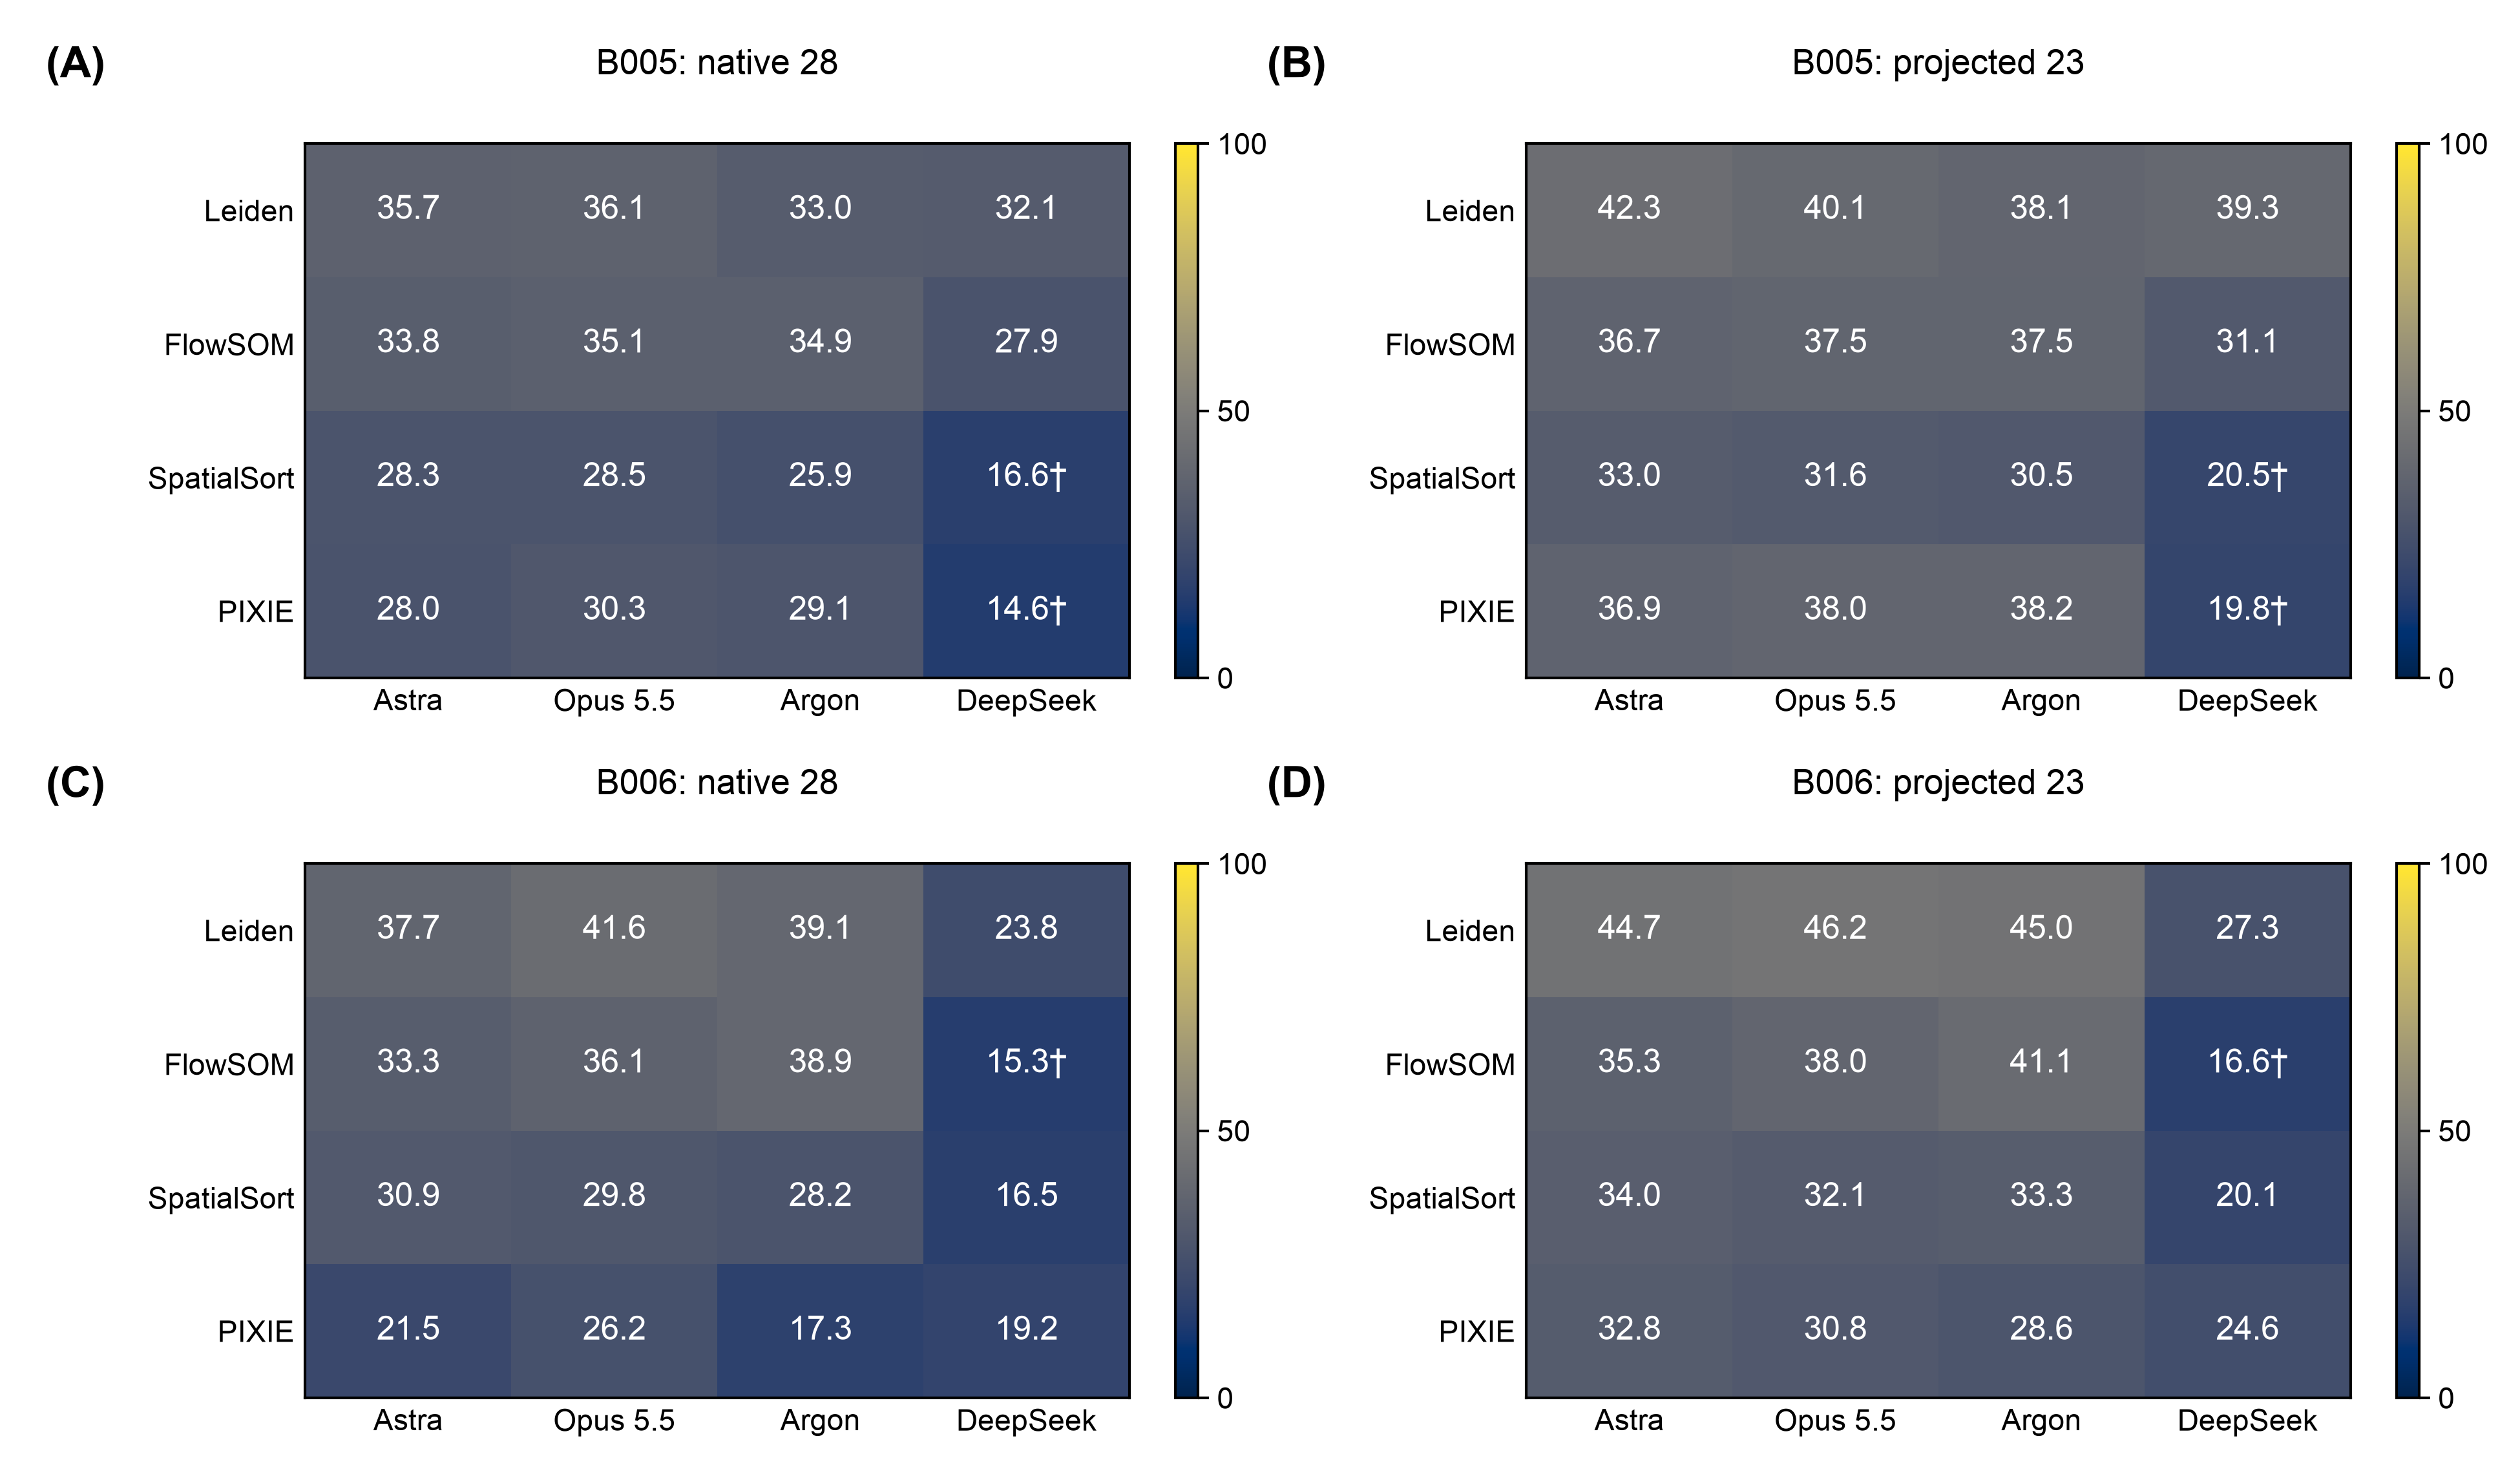 (A) B005: native 28
100
Leiden 35.7 36.1 33.0 32.1
FlowSOM 33.8 35.1 34.9 27.9
50
SpatialSort 28.3 28.5 25.9 16.6†
PIXIE 28.0 30.3 29.1 14.6†
0
Astra Opus 5.5 Argon DeepSeek
(B) B005: projected 23
100
Leiden 42.3 40.1 38.1 39.3
FlowSOM 36.7 37.5 37.5 31.1
50
SpatialSort 33.0 31.6 30.5 20.5†
PIXIE 36.9 38.0 38.2 19.8†
0
Astra Opus 5.5 Argon DeepSeek
(C) B006: native 28
100
Leiden 37.7 41.6 39.1 23.8
FlowSOM 33.3 36.1 38.9 15.3†
50
SpatialSort 30.9 29.8 28.2 16.5
PIXIE 21.5 26.2 17.3 19.2
0
Astra Opus 5.5 Argon DeepSeek
(D) B006: projected 23
100
Leiden 44.7 46.2 45.0 27.3
FlowSOM 35.3 38.0 41.1 16.6†
50
SpatialSort 34.0 32.1 33.3 20.1
PIXIE 32.8 30.8 28.6 24.6
0
Astra Opus 5.5 Argon DeepSeek